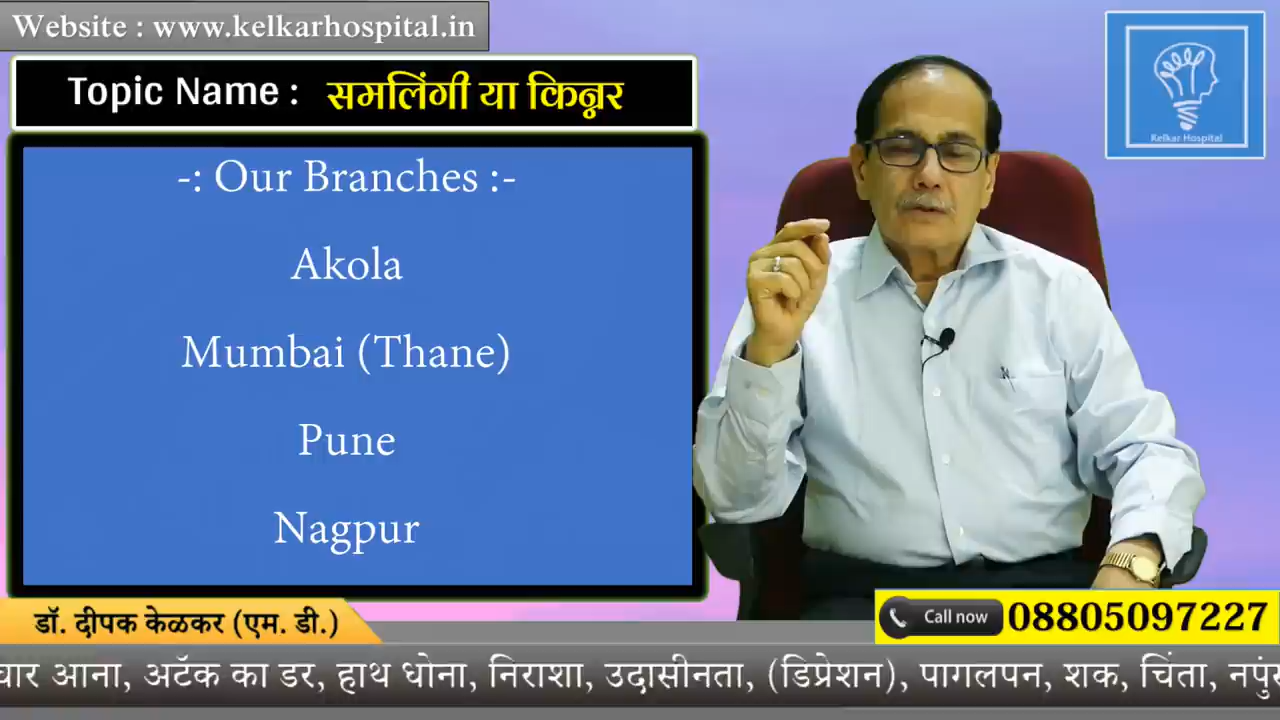 Website : www.kelkarhospital.in
Topic Name : समलिंगी या किन्नर
Kelkar Hospital
-: Our Branches :-
Akola
Mumbai (Thane)
Pune
Nagpur
डॉ. दीपक केळकर (एम. डी.)
Call now 08805097227
आना, अटॅक का डर, हाथ धोना, निराशा, उदासीनता, (डिप्रेशन), पागलपन, शक, चिंता,